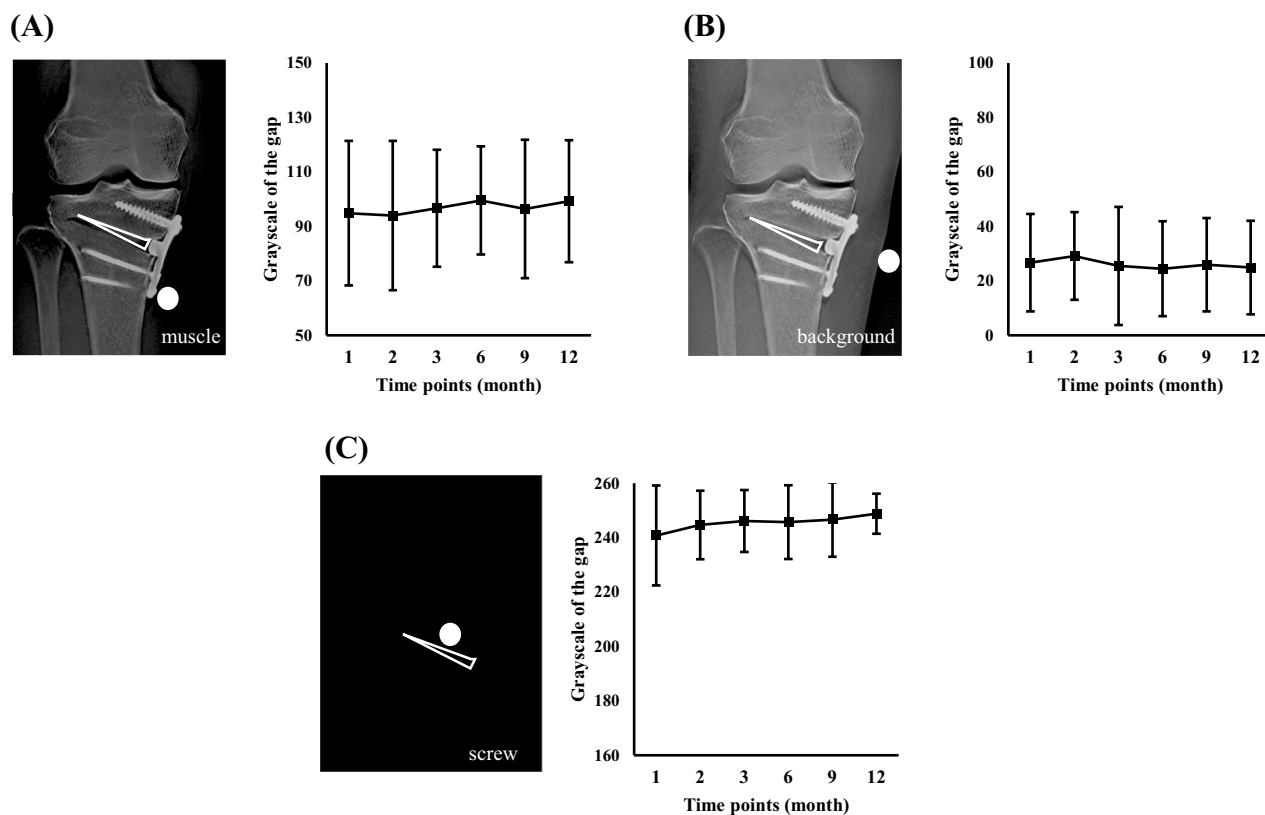 (A)
muscle
Grayscale of the gap
150
130
110
90
70
50
1 2 3 6 9 12
Time points (month)
(B)
background
Grayscale of the gap
100
80
60
40
20
0
1 2 3 6 9 12
Time points (month)
(C)
screw
Grayscale of the gap
260
240
220
200
180
160
1 2 3 6 9 12
Time points (month)